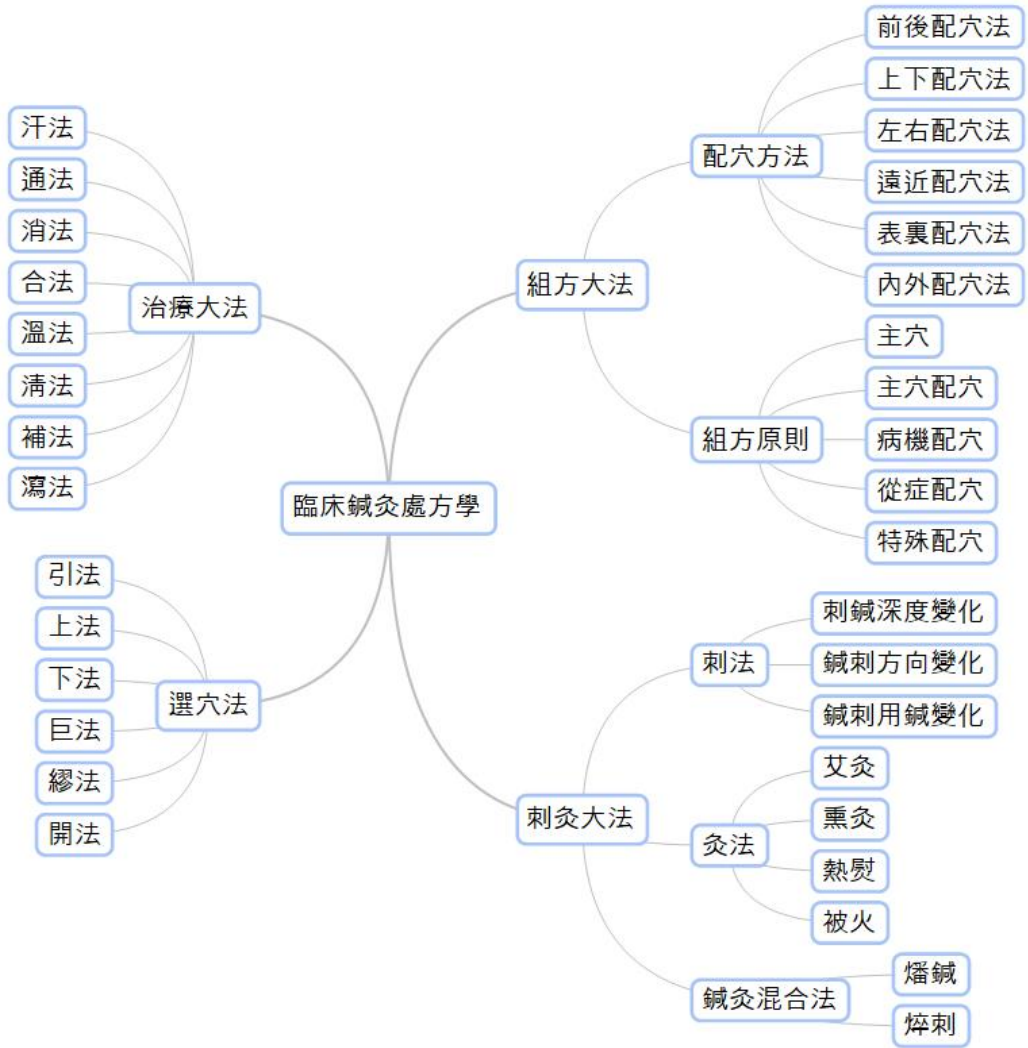 臨床鍼灸處方學
治療大法
汗法
通法
消法
合法
溫法
淸法
補法
瀉法
選穴法
引法
上法
下法
巨法
繆法
開法
組方大法
配穴方法
前後配穴法
上下配穴法
左右配穴法
遠近配穴法
表裏配穴法
內外配穴法
組方原則
主穴
主穴配穴
病機配穴
從症配穴
特殊配穴
刺灸大法
刺法
刺鍼深度變化
鍼刺方向變化
鍼刺用鍼變化
灸法
艾灸
熏灸
熱熨
被火
鍼灸混合法
燔鍼
焠刺